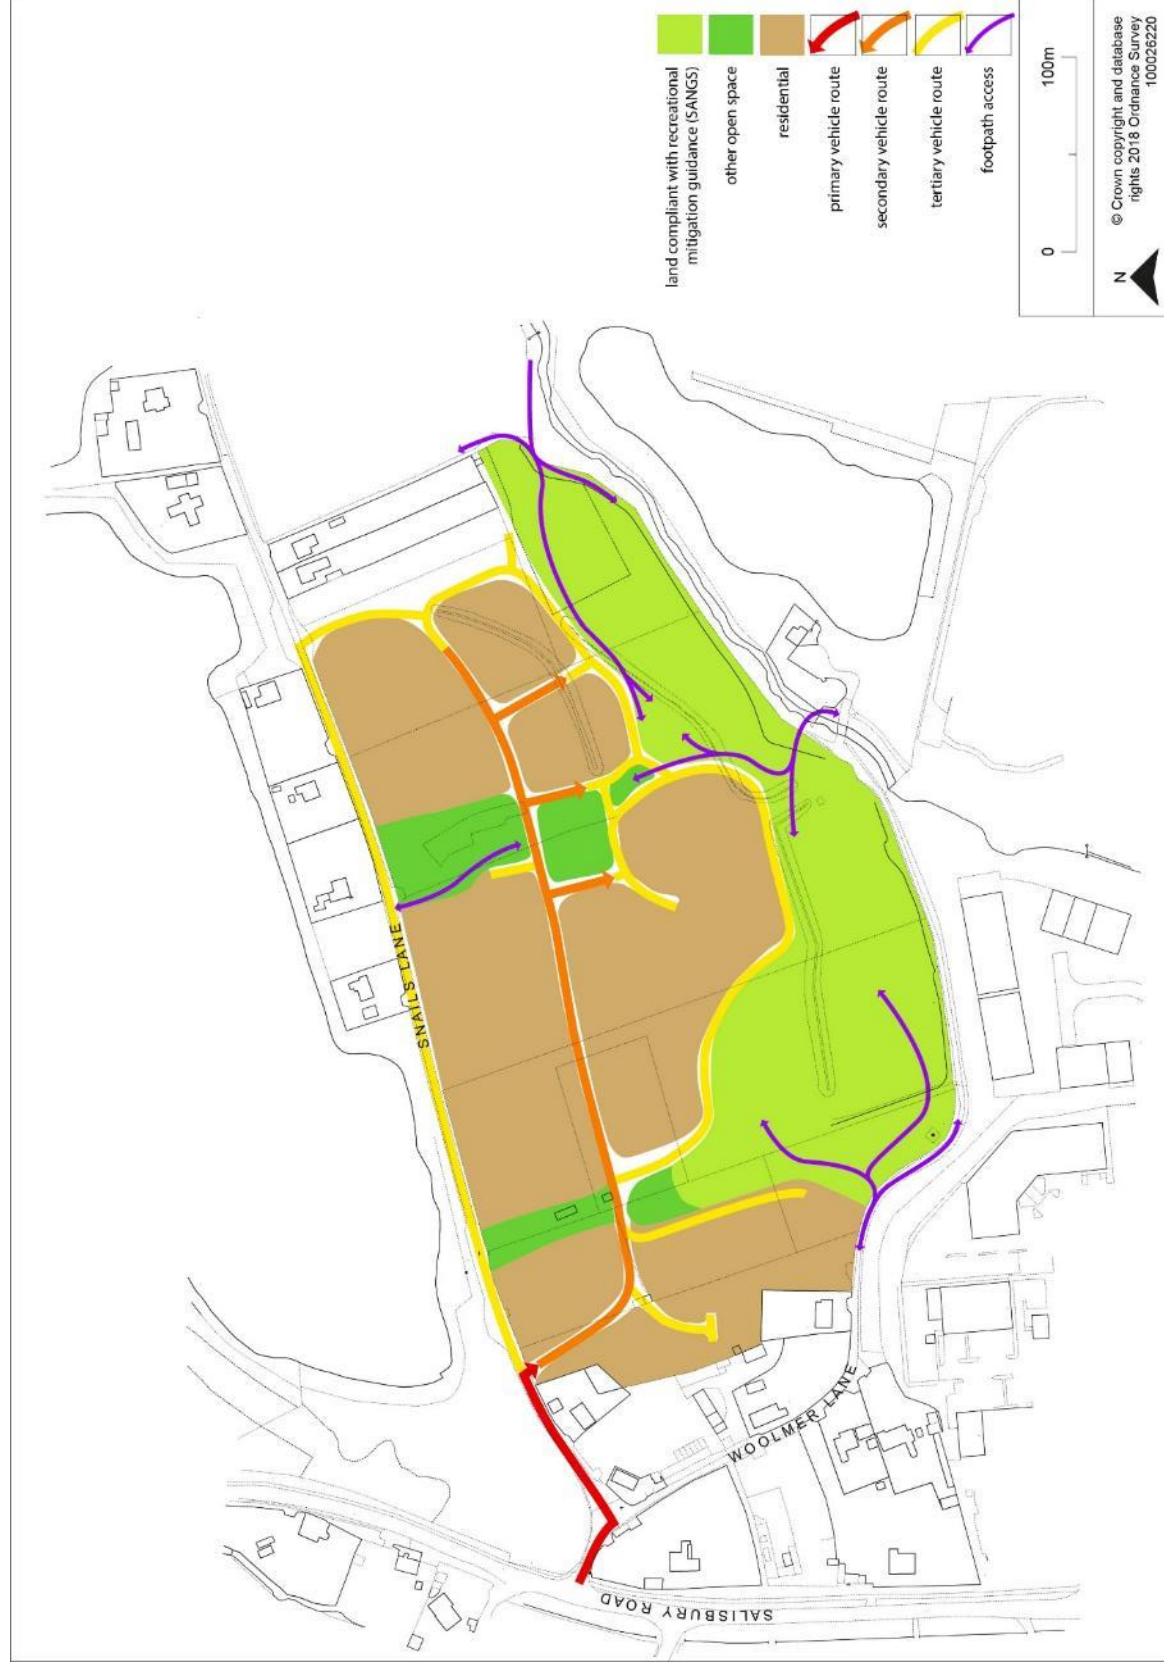 SALISBURY ROAD
WOOLMER LANE
SNAILS LANE
land compliant with recreational
mitigation guidance (SANGS)
other open space
residential
primary vehicle route
secondary vehicle route
tertiary vehicle route
footpath access
0
100m
N
© Crown copyright and database
rights 2018 Ordnance Survey
100026220